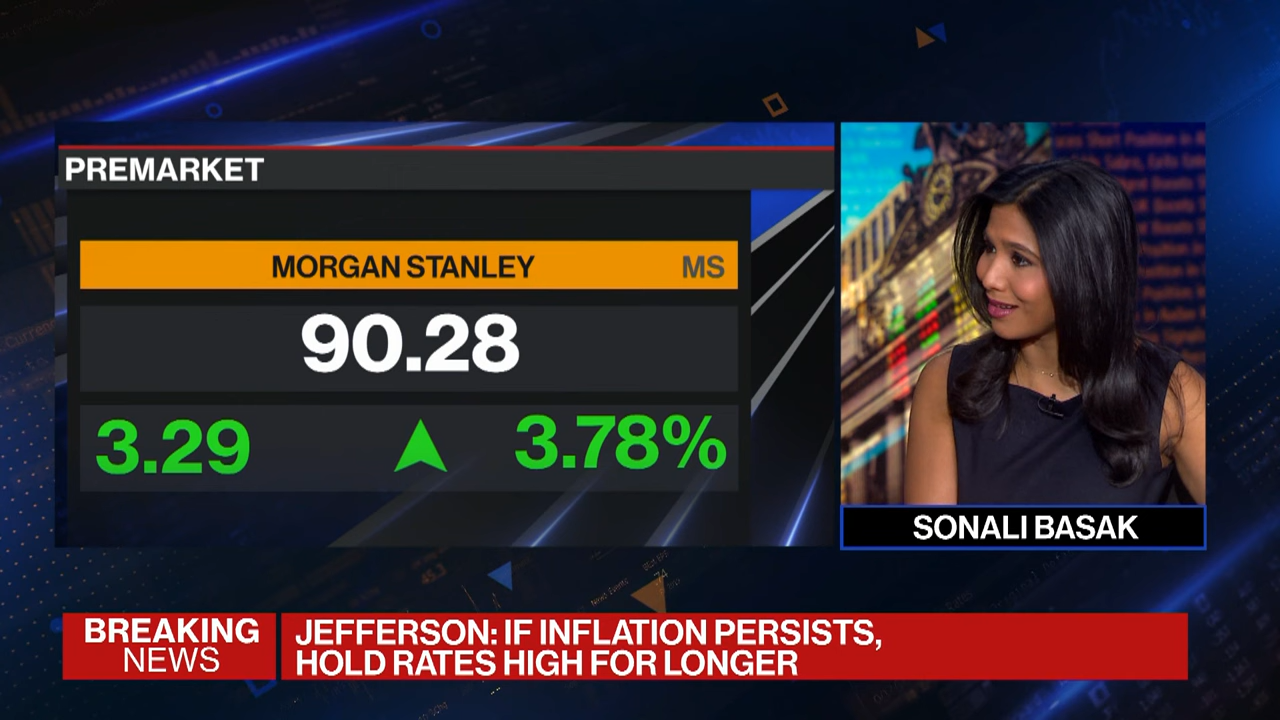 PREMARKET
MORGAN STANLEY MS
90.28
3.29 3.78%
SONALI BASAK
BREAKING
NEWS
JEFFERSON: IF INFLATION PERSISTS,
HOLD RATES HIGH FOR LONGER